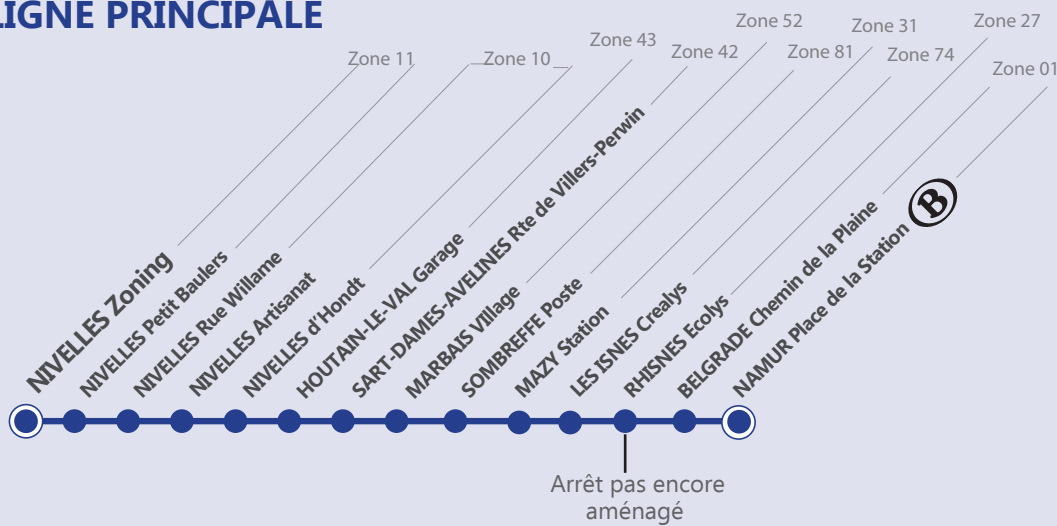 LIGNE PRINCIPALE
Zone 11
Zone 10
Zone 43
Zone 42
Zone 52
Zone 81
Zone 31
Zone 74
Zone 27
Zone 01
NIVELLES Zoning
NIVELLES Petit Baulers
NIVELLES Rue Willame
NIVELLES Artisanat
NIVELLES d'Hondt
HOUTAIN-LE-VAL Garage
SART-DAMES-AVELINES Rte de Villers-Perwin
MARBAIS VIllage
SOMBREFFE Poste
MAZY Station
LES ISNES Crealys
RHISNES Ecolys
BELGRADE Chemin de la Plaine
NAMUR Place de la Station
B
Arrêt pas encore
aménagé